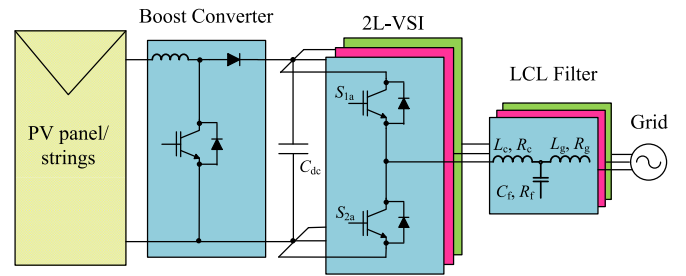 Boost Converter
2L-VSI
LCL Filter
Grid
PV panel/
strings
S1a
S2a
Cdc
Lc, Rc
Lg, Rg
Cf, Rf